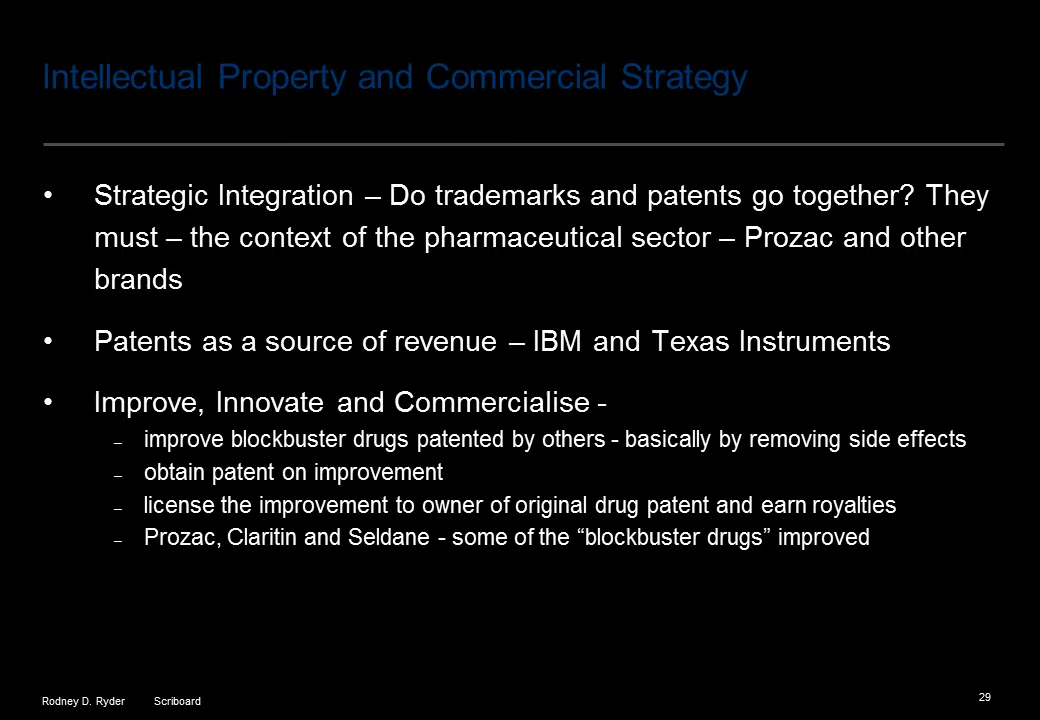 Intellectual Property and Commercial Strategy
• Strategic Integration – Do trademarks and patents go together? They
must – the context of the pharmaceutical sector – Prozac and other
brands
• Patents as a source of revenue – IBM and Texas Instruments
• Improve, Innovate and Commercialise -
– improve blockbuster drugs patented by others - basically by removing side effects
– obtain patent on improvement
– license the improvement to owner of original drug patent and earn royalties
– Prozac, Claritin and Seldane - some of the “blockbuster drugs” improved
Rodney D. Ryder Scriboard
29